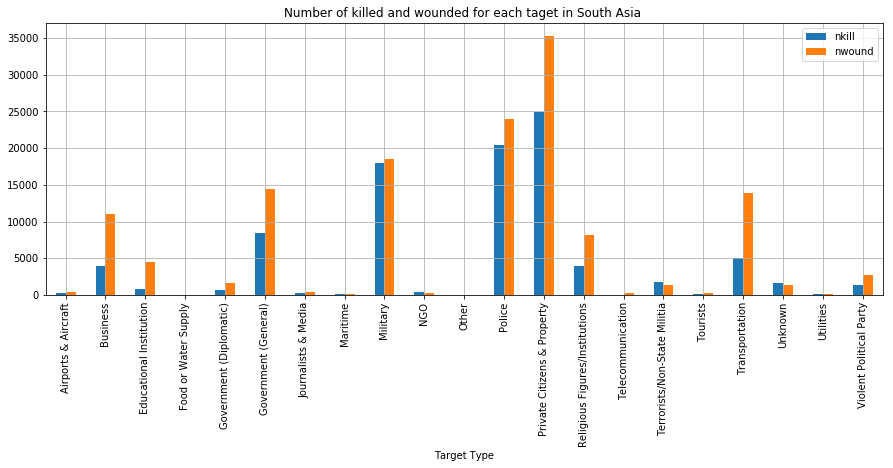 Number of killed and wounded for each taget in South Asia
nkill
nwound
35000
30000
25000
20000
15000
10000
5000
0
Airports & Aircraft
Business
Educational Institution
Food or Water Supply
Government (Diplomatic)
Government (General)
Journalists & Media
Maritime
Military
NGO
Other
Police
Private Citizens & Property
Religious Figures/Institutions
Telecommunication
Terrorists/Non-State Militia
Tourists
Transportation
Unknown
Utilities
Violent Political Party
Target Type